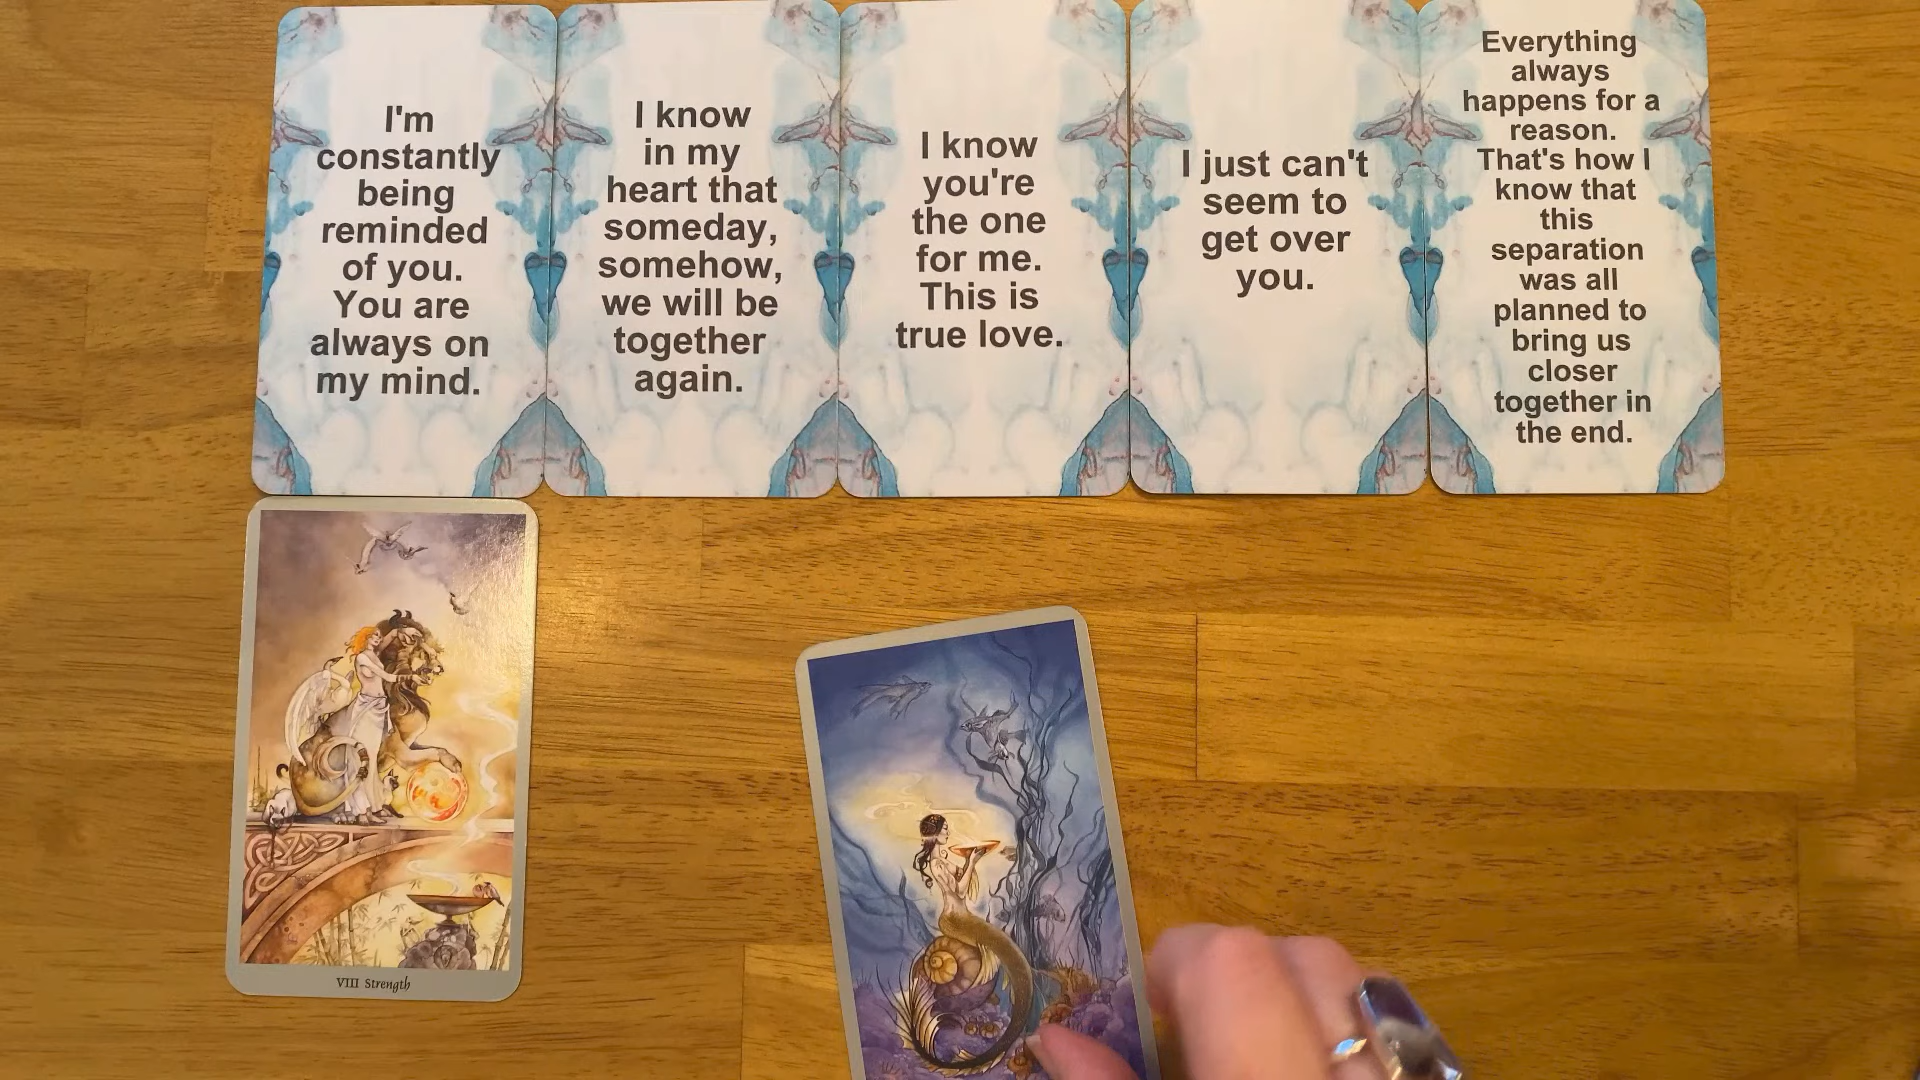 I'm
constantly
being
reminded
of you.
You are
always on
my mind.
I know
in my
heart that
someday,
somehow,
we will be
together
again.
I know
you're
the one
for me.
This is
true love.
I just can't
seem to
get over
you.
Everything
always
happens for a
reason.
That's how I
know that
this
separation
was all
planned to
bring us
closer
together in
the end.
VIII Strength